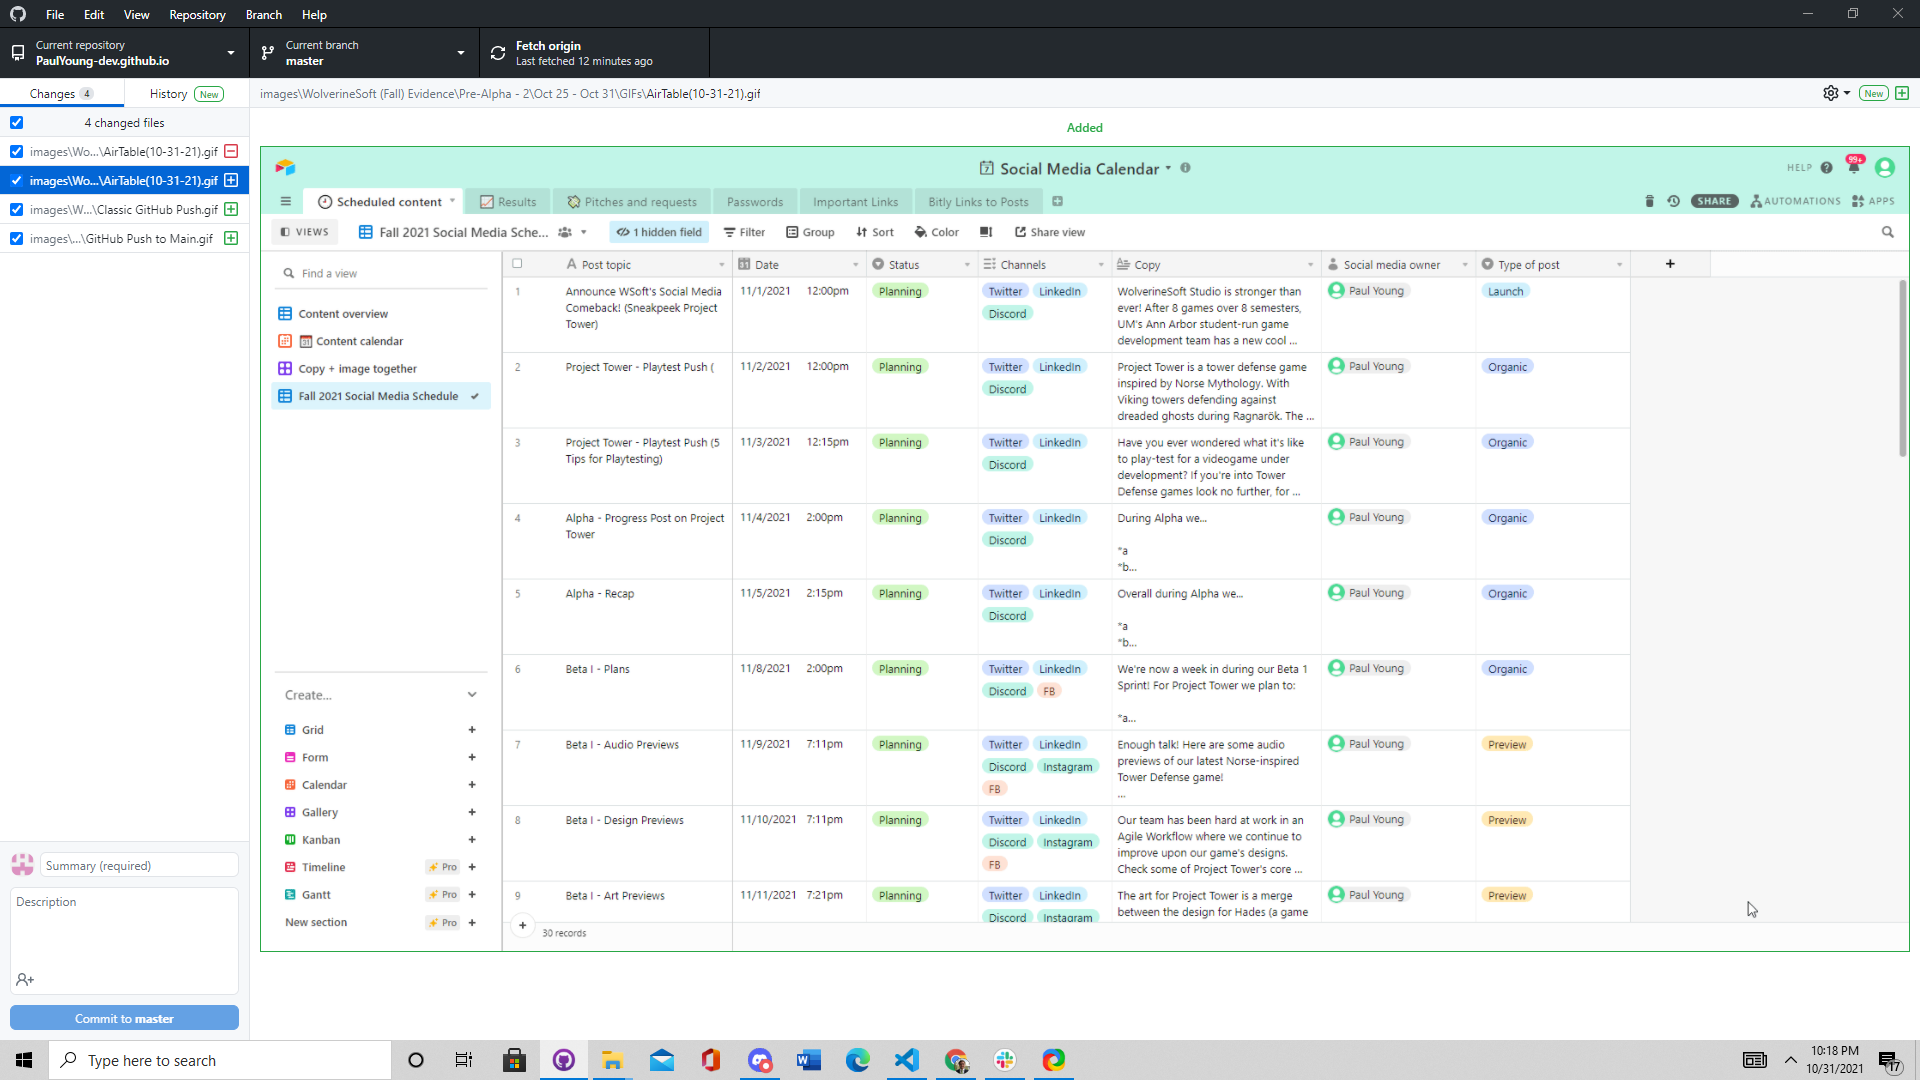 File Edit View Repository Branch Help
Current repository
PaulYoung-dev.github.io
Current branch
master
Fetch origin
Last fetched 12 minutes ago
Changes 4
History New
images\WolverineSoft (Fall) Evidence\Pre-Alpha - 2\Oct 25 - Oct 31\GIFs\AirTable(10-31-21).gif
New
4 changed files
images\Wo...\AirTable(10-31-21).gif
images\Wo...\AirTable(10-31-21).gif
images\W...\Classic GitHub Push.gif
images\...\GitHub Push to Main.gif
Summary (required)
Description
Commit to master
Added
Social Media Calendar
HELP
99+
Scheduled content
Results
Pitches and requests
Passwords
Important Links
Bitly Links to Posts
SHARE
AUTOMATIONS
APPS
VIEWS
Fall 2021 Social Media Sche...
1 hidden field
Filter
Group
Sort
Color
Share view
Find a view
Content overview
Content calendar
Copy + image together
Fall 2021 Social Media Schedule
Create...
Grid
Form
Calendar
Gallery
Kanban
Timeline Pro
Gantt Pro
New section Pro
Post topic Date Status Channels Copy Social media owner Type of post
1 Announce WSoft's Social Media 11/1/2021 12:00pm Planning Twitter LinkedIn WolverineSoft Studio is stronger than Paul Young Launch
Comeback! (Sneakpeek Project Discord ever! After 8 games over 8 semesters,
Tower) UM's Ann Arbor student-run game
development team has a new cool ...
2 Project Tower - Playtest Push ( 11/2/2021 12:00pm Planning Twitter LinkedIn Project Tower is a tower defense game Paul Young Organic
Discord inspired by Norse Mythology. With
Viking towers defending against
dreaded ghosts during Ragnarök. The ...
3 Project Tower - Playtest Push (5 11/3/2021 12:15pm Planning Twitter LinkedIn Have you ever wondered what it's like Paul Young Organic
Tips for Playtesting) Discord to play-test for a videogame under
development? If you're into Tower
Defense games look no further, for ...
4 Alpha - Progress Post on Project 11/4/2021 2:00pm Planning Twitter LinkedIn During Alpha we... Paul Young Organic
Tower Discord
*a
*b...
5 Alpha - Recap 11/5/2021 2:15pm Planning Twitter LinkedIn Overall during Alpha we... Paul Young Organic
Discord
*a
*b...
6 Beta I - Plans 11/8/2021 2:00pm Planning Twitter LinkedIn We're now a week in during our Beta 1 Paul Young Organic
Discord FB Sprint! For Project Tower we plan to:
*a...
7 Beta I - Audio Previews 11/9/2021 7:11pm Planning Twitter LinkedIn Enough talk! Here are some audio Paul Young Preview
Discord Instagram previews of our latest Norse-inspired
FB Tower Defense game!
...
8 Beta I - Design Previews 11/10/2021 7:11pm Planning Twitter LinkedIn Our team has been hard at work in an Paul Young Preview
Discord Instagram Agile Workflow where we continue to
FB improve upon our game's designs.
Check some of Project Tower's core ...
9 Beta I - Art Previews 11/11/2021 7:21pm Planning Twitter LinkedIn The art for Project Tower is a merge Paul Young Preview
Discord Instagram between the design for Hades (a game
30 records
Type here to search
10:18 PM
10/31/2021
17